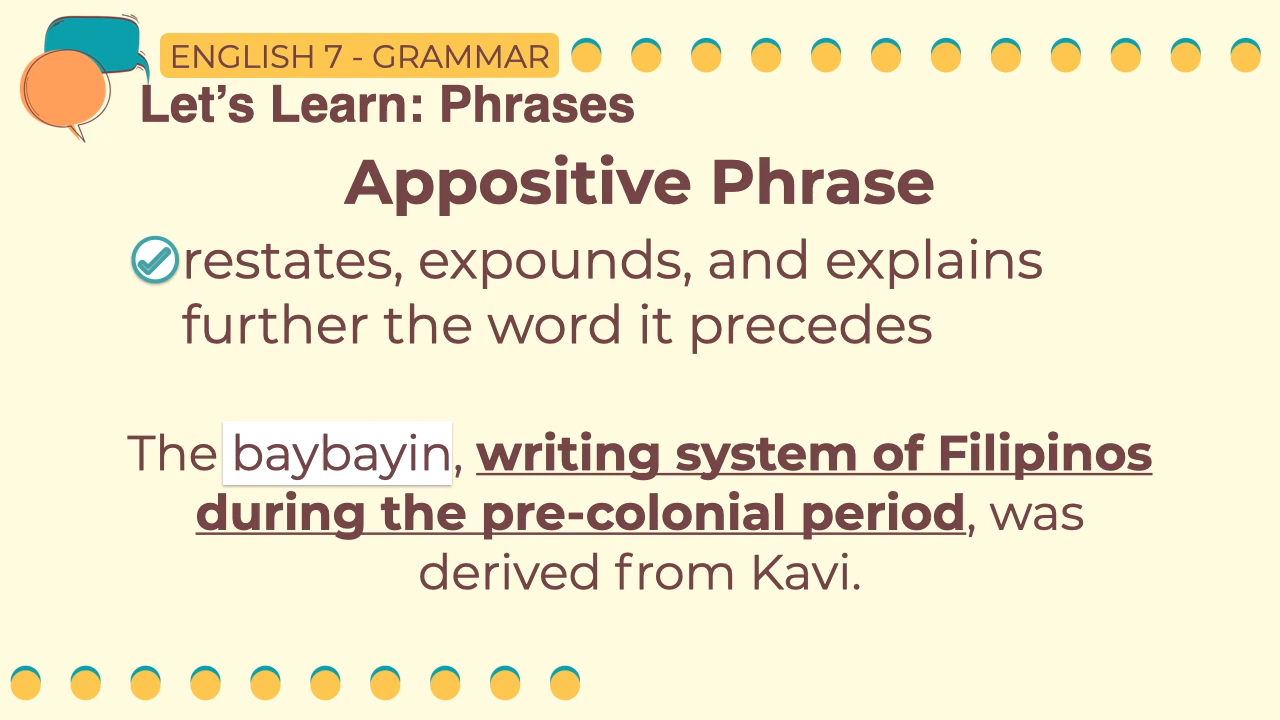 ENGLISH 7 - GRAMMAR
Let's Learn: Phrases
Appositive Phrase
restates, expounds, and explains
further the word it precedes
The baybayin, writing system of Filipinos
during the pre-colonial period, was
derived from Kavi.